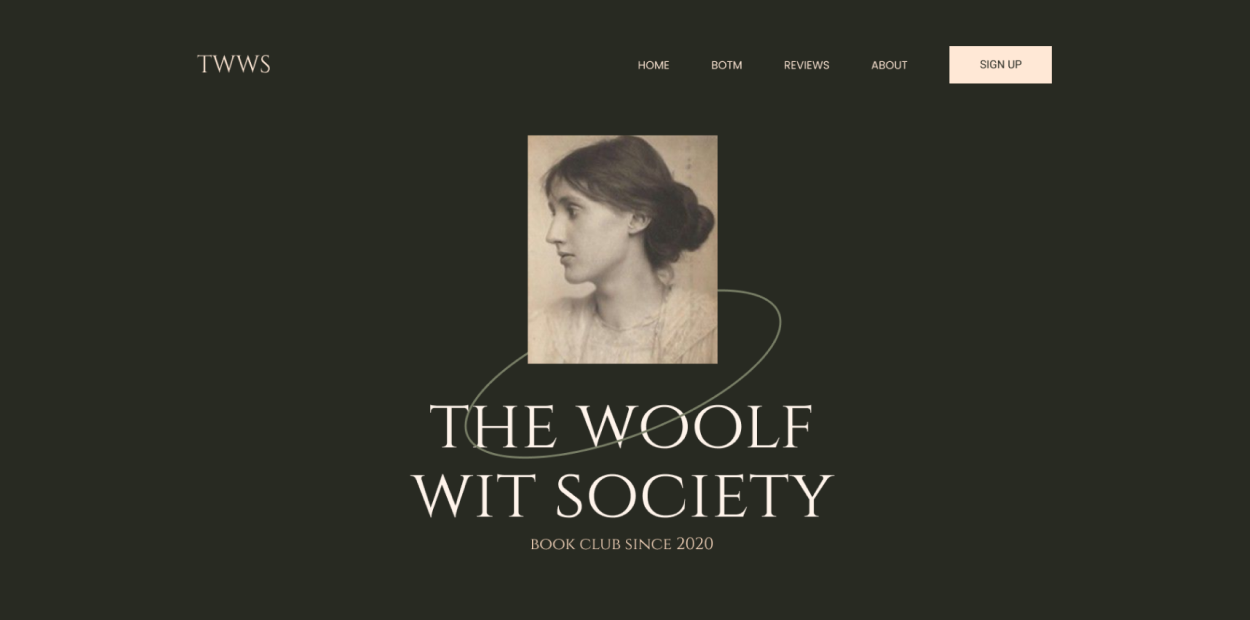 TWWS
HOME BOTM REVIEWS ABOUT SIGN UP
THE WOOLF
WIT SOCIETY
BOOK CLUB SINCE 2020